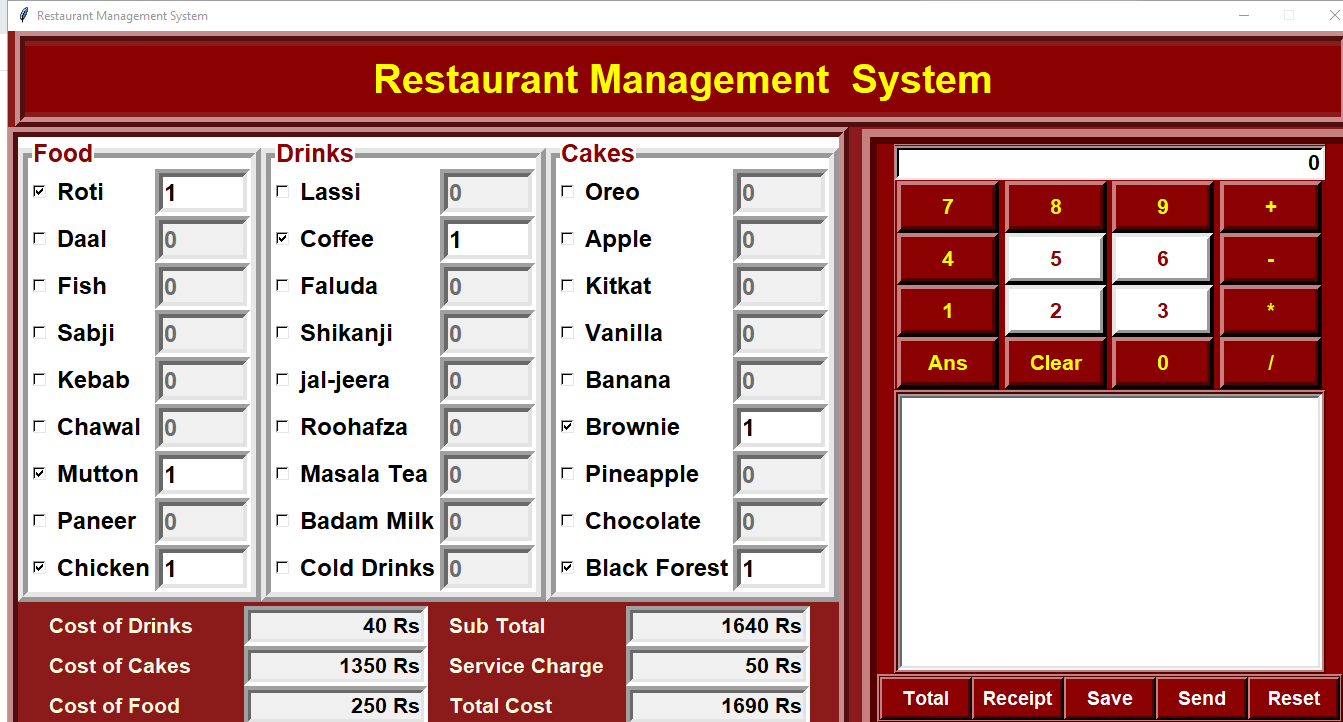 Restaurant Management System
Restaurant Management  System
Food
Roti 1
Daal 0
Fish 0
Sabji 0
Kebab 0
Chawal 0
Mutton 1
Paneer 0
Chicken 1
Drinks
Lassi 0
Coffee 1
Faluda 0
Shikanji 0
jal-jeera 0
Roohafza 0
Masala Tea 0
Badam Milk 0
Cold Drinks 0
Cakes
Oreo 0
Apple 0
Kitkat 0
Vanilla 0
Banana 0
Brownie 1
Pineapple 0
Chocolate 0
Black Forest 1
Cost of Drinks 40 Rs Sub Total 1640 Rs
Cost of Cakes 1350 Rs Service Charge 50 Rs
Cost of Food 250 Rs Total Cost 1690 Rs
0
7 8 9 +
4 5 6 -
1 2 3 *
Ans Clear 0 /
Total Receipt Save Send Reset